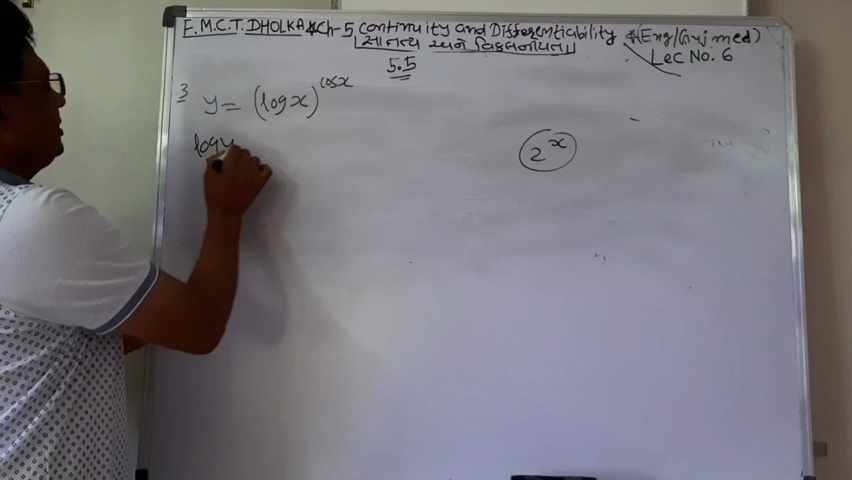 F.M.C.T. DHOLKA Ch-5 Continuity and Differentiability (Eng/Guj med)
સાતત્ય અને વિકલનીયતા Lec No. 6
5.5
3 y = (log x)^cosx
log y
2^x